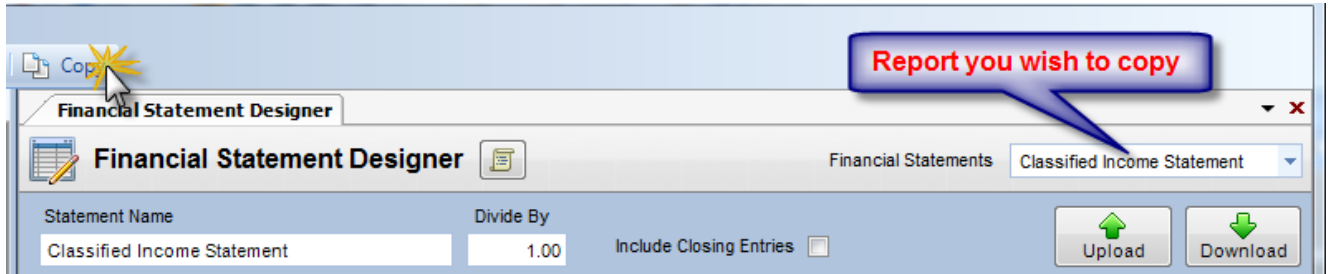 Copy
Report you wish to copy
Financial Statement Designer
Financial Statement Designer
Financial Statements
Classified Income Statement
Statement Name
Divide By
Classified Income Statement
1.00
Include Closing Entries
Upload
Download